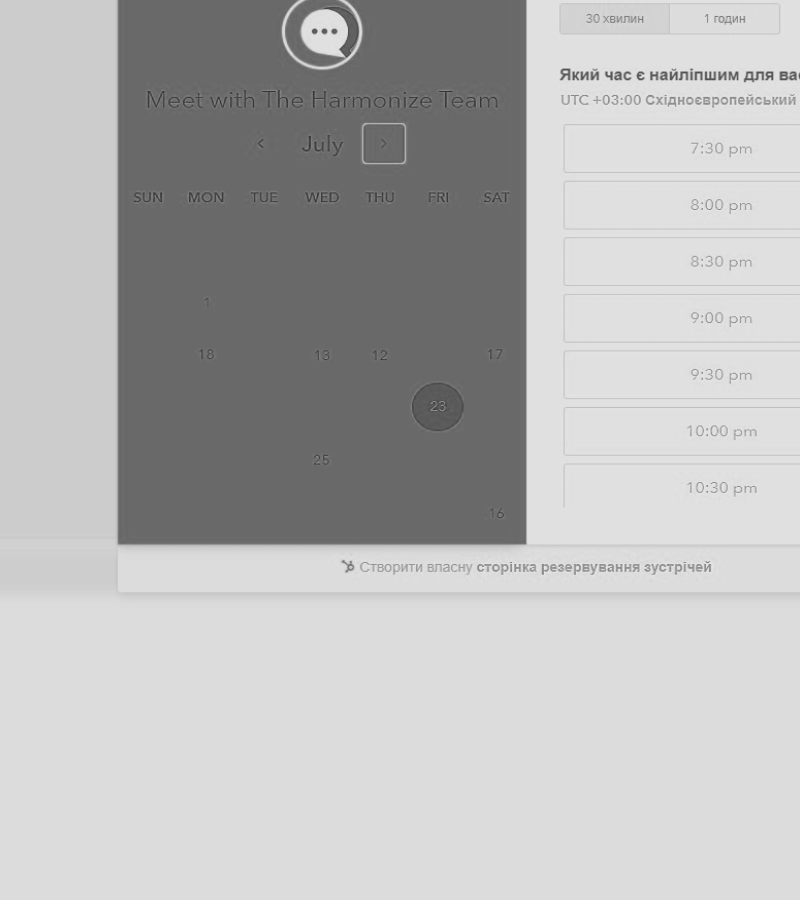 Meet with The Harmonize Team
July
SUN MON TUE WED THU FRI SAT
1
18 13 12 17
23
25
16
30 хвилин 1 годин
Який час є найліпшим для ва
UTC +03:00 Східноєвропейський
7:30 pm
8:00 pm
8:30 pm
9:00 pm
9:30 pm
10:00 pm
10:30 pm
Створити власну сторінка резервування зустрічей